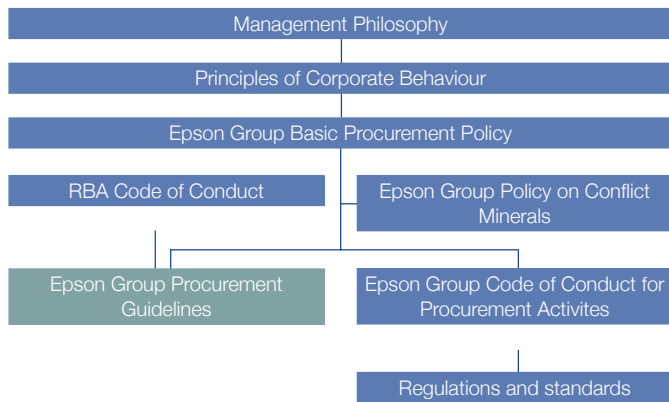 Management Philosophy
Principles of Corporate Behaviour
Epson Group Basic Procurement Policy
RBA Code of Conduct
Epson Group Policy on Conflict
Minerals
Epson Group Procurement
Guidelines
Epson Group Code of Conduct for
Procurement Activites
Regulations and standards